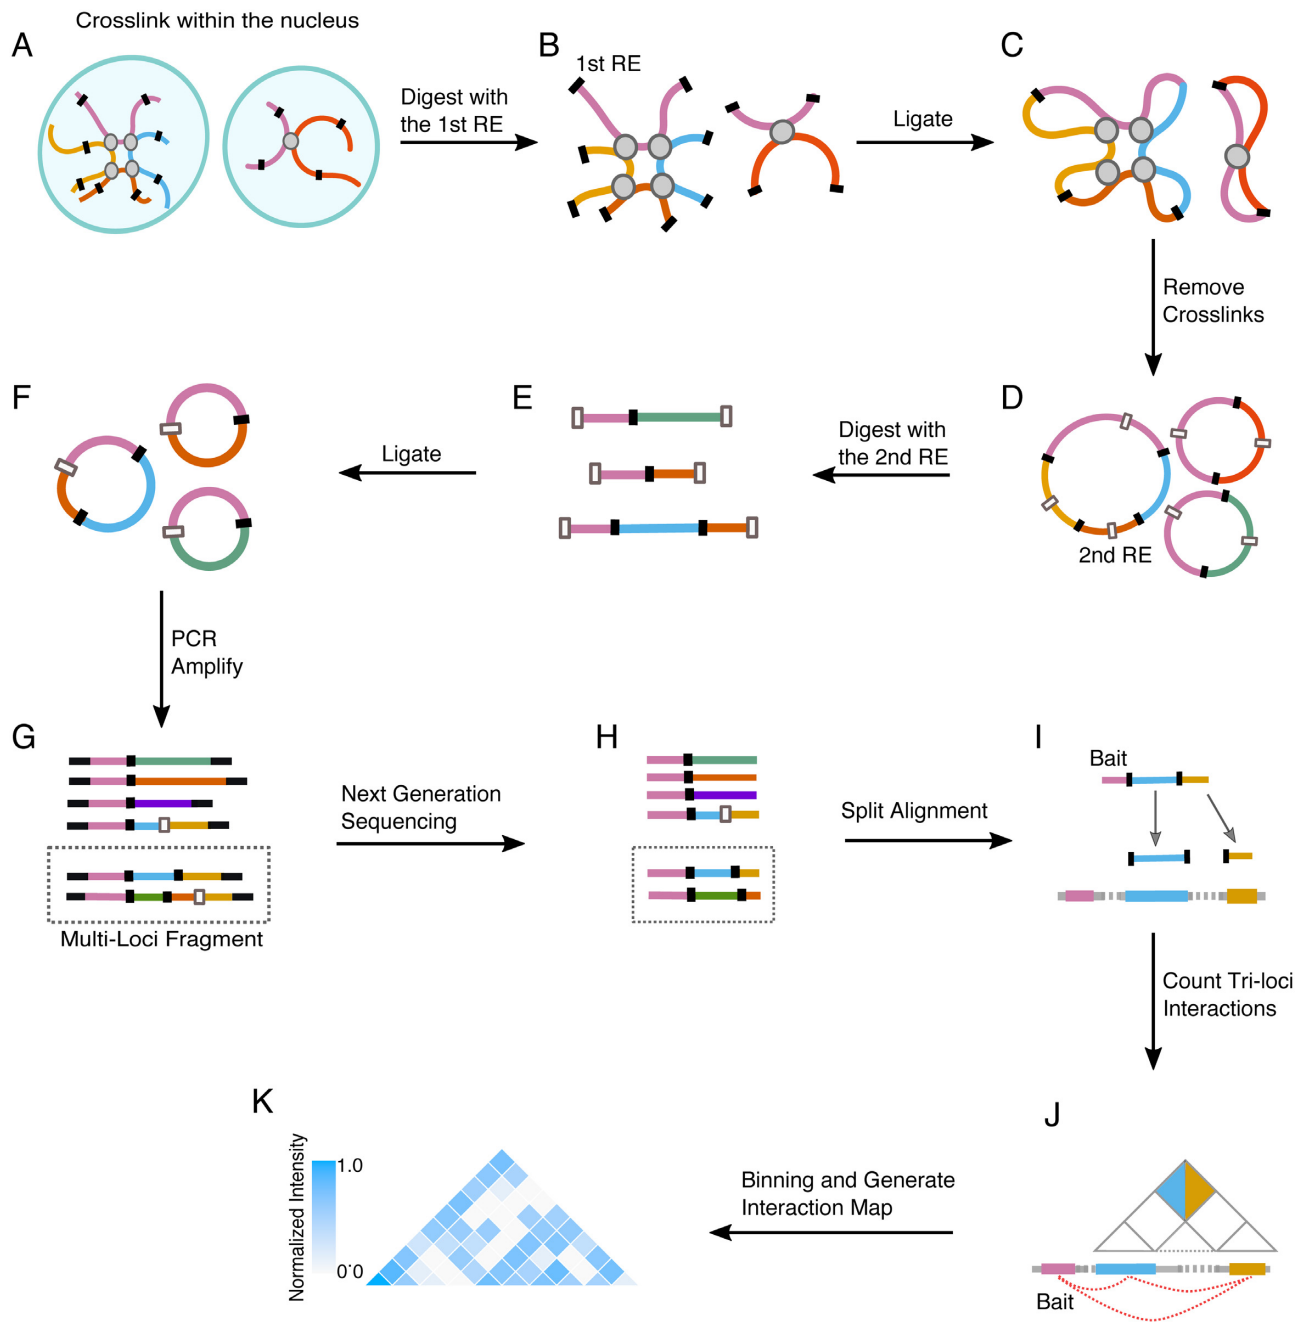 Crosslink within the nucleus
A
B
C
1st RE
Digest with
the 1st RE
Ligate
Remove
Crosslinks
F
E
D
Ligate
Digest with
the 2nd RE
2nd RE
PCR
Amplify
G
H
I
Bait
Next Generation
Sequencing
Split Alignment
Multi-Loci Fragment
Count Tri-loci
Interactions
K
J
Normalized Intensity
1.0
0.0
Binning and Generate
Interaction Map
Bait